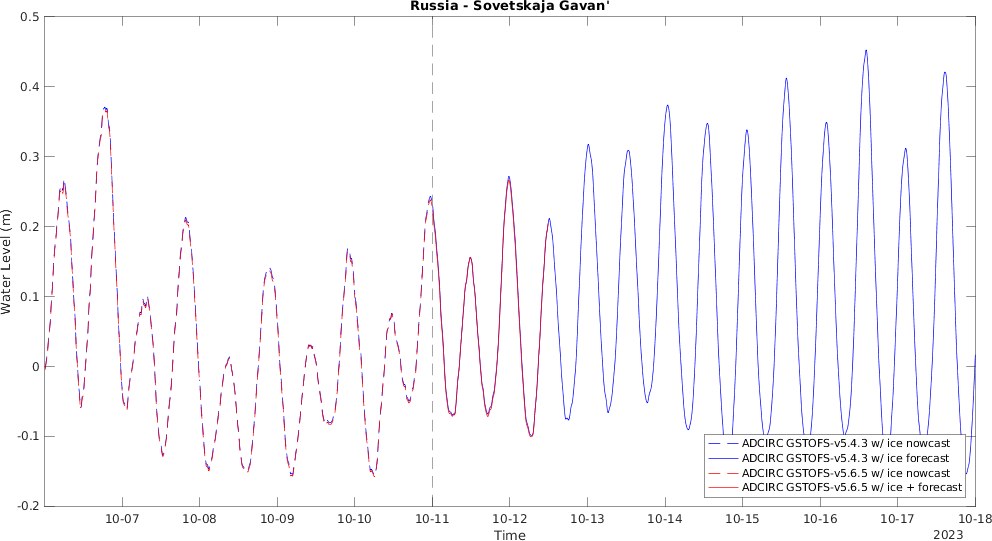 Russia - Sovetskaja Gavan'
0.5
0.4
0.3
0.2
0.1
0
-0.1
-0.2
Water Level (m)
10-07 10-08 10-09 10-10 10-11 10-12 10-13 10-14 10-15 10-16 10-17 10-18
Time
2023
ADCIRC GSTOFS-v5.4.3 w/ ice nowcast
ADCIRC GSTOFS-v5.4.3 w/ ice forecast
ADCIRC GSTOFS-v5.6.5 w/ ice nowcast
ADCIRC GSTOFS-v5.6.5 w/ ice + forecast